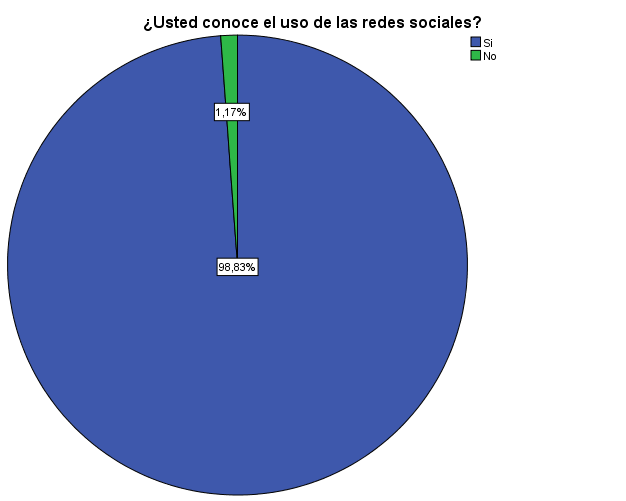 ¿Usted conoce el uso de las redes sociales?
Si
No
1,17%
98,83%